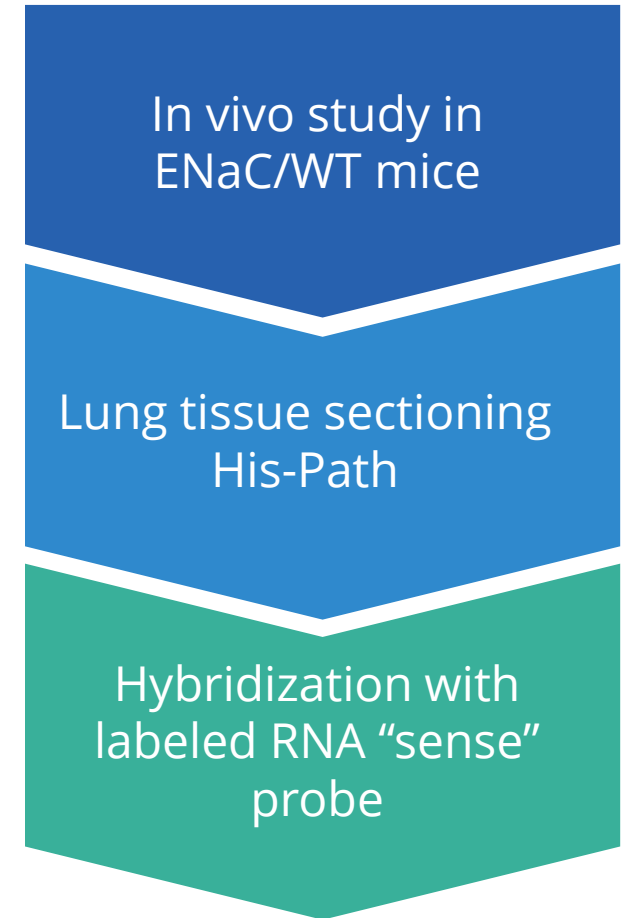 In vivo study in
ENaC/WT mice
Lung tissue sectioning
His-Path
Hybridization with
labeled RNA “sense”
probe